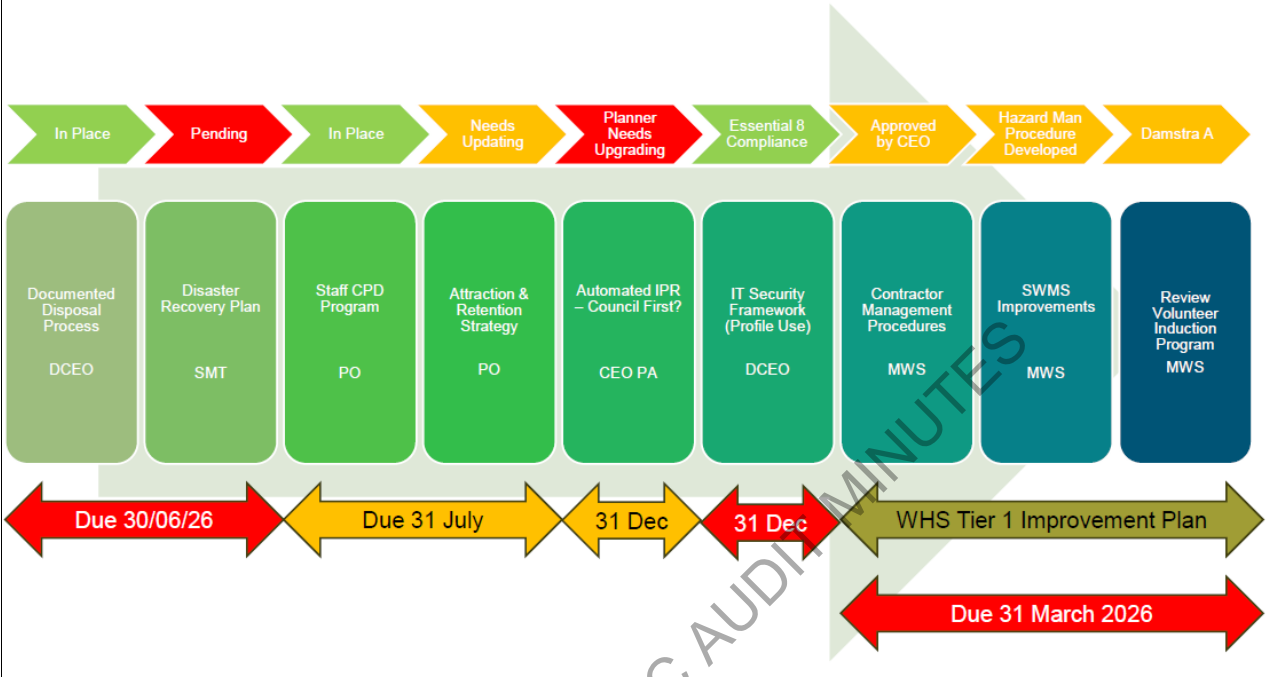 In Place
Pending
In Place
Needs
Updating
Planner
Needs
Upgrading
Essential 8
Compliance
Approved
by CEO
Hazard Man
Procedure
Developed
Damstra A
Documented
Disposal
Process
DCEO
Disaster
Recovery Plan
SMT
Staff CPD
Program
PO
Attraction &
Retention
Strategy
PO
Automated IPR
– Council First?
CEO PA
IT Security
Framework
(Profile Use)
DCEO
Contractor
Management
Procedures
MWS
SWMS
Improvements
MWS
Review
Volunteer
Induction
Program
MWS
Due 30/06/26
Due 31 July
31 Dec
31 Dec
WHS Tier 1 Improvement Plan
Due 31 March 2026
C AUDIT MINUTES